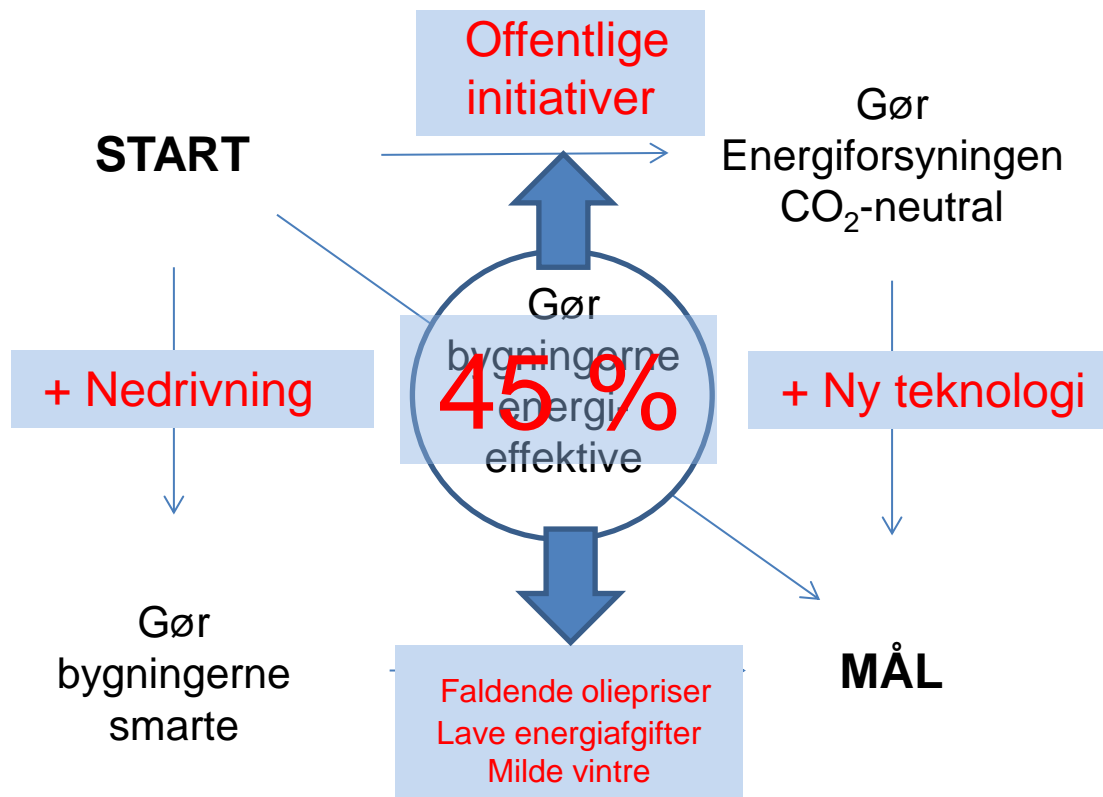 Offentlige
initiativer
START
Gør
Energiforsyningen
CO₂-neutral
Gør
bygningerne
energi-
effektive
45 %
+ Nedrivning
+ Ny teknologi
Gør
bygningerne
smarte
Faldende oliepriser
Lave energiafgifter
Milde vintre
MÅL